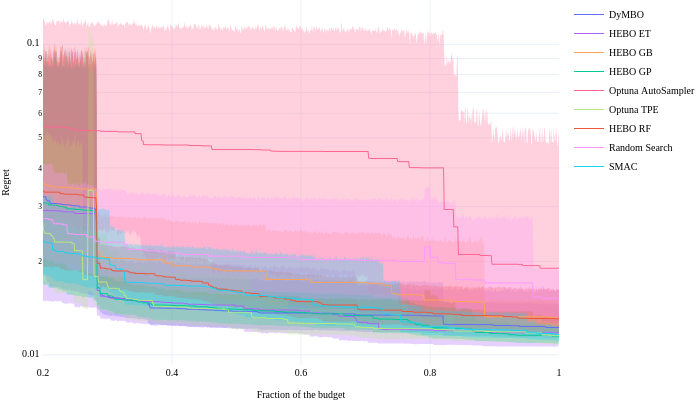 0.1
9
8
7
6
5
4
3
2
0.01
Regret
0.2
0.4
0.6
0.8
1
Fraction of the budget
DyMBO
HEBO ET
HEBO GB
HEBO GP
Optuna AutoSampler
Optuna TPE
HEBO RF
Random Search
SMAC